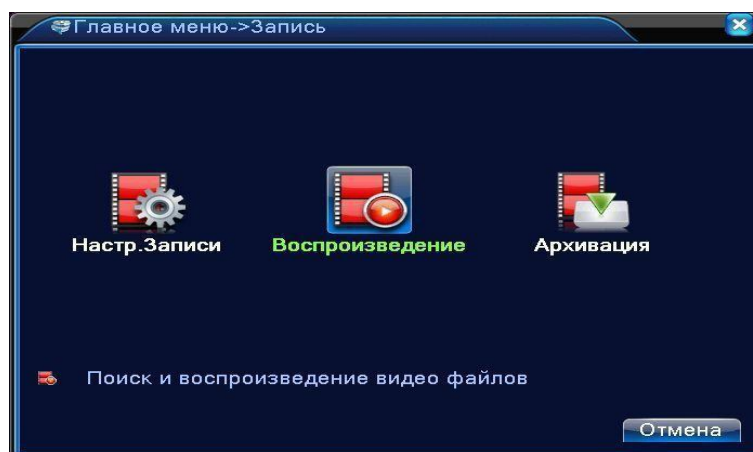 Главное меню->Запись
Настр.Записи
Воспроизведение
Архивация
Поиск и воспроизведение видео файлов
Отмена